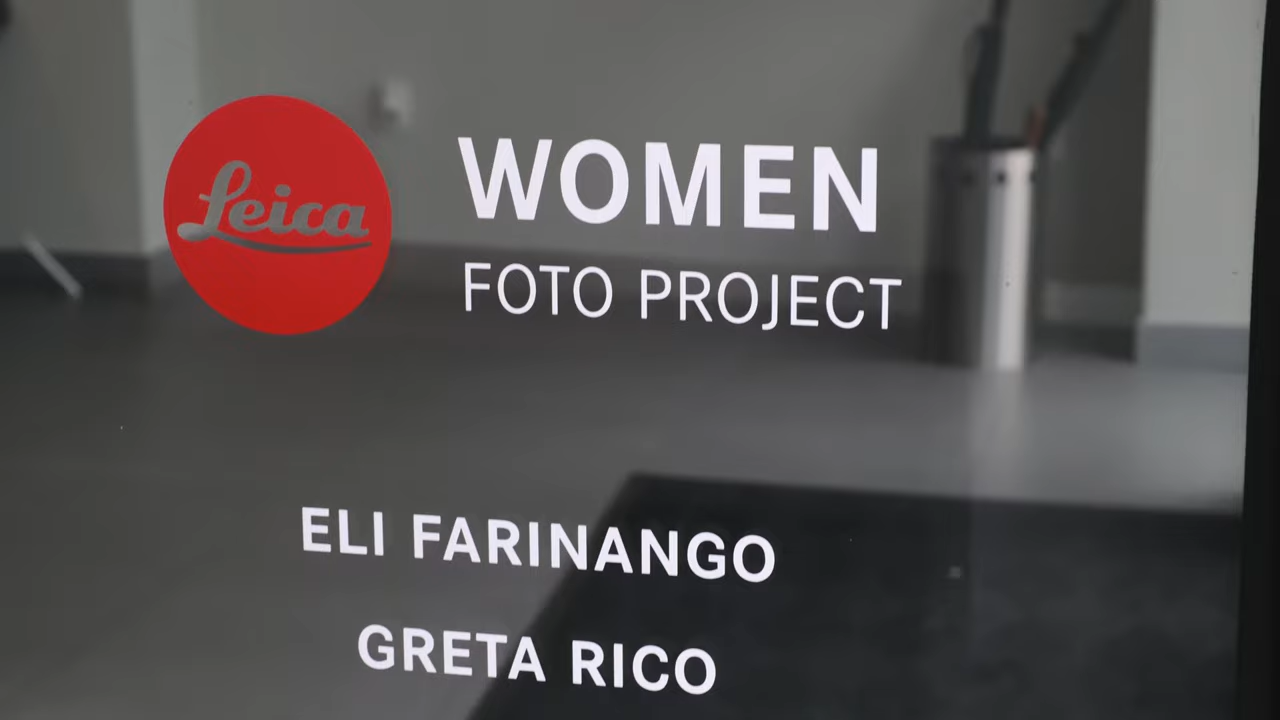 Leica
WOMEN
FOTO PROJECT
ELI FARINANGO
GRETA RICO